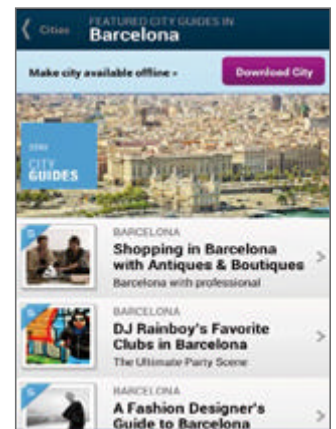 Cities
FEATURED CITY GUIDES IN
Barcelona
Make city available offline »
Download City
CITY
GUIDES
BARCELONA
Shopping in Barcelona
with Antiques & Boutiques
Barcelona with professional
BARCELONA
DJ Rainboy's Favorite
Clubs in Barcelona
The Ultimate Party Scene
BARCELONA
A Fashion Designer's
Guide to Barcelona